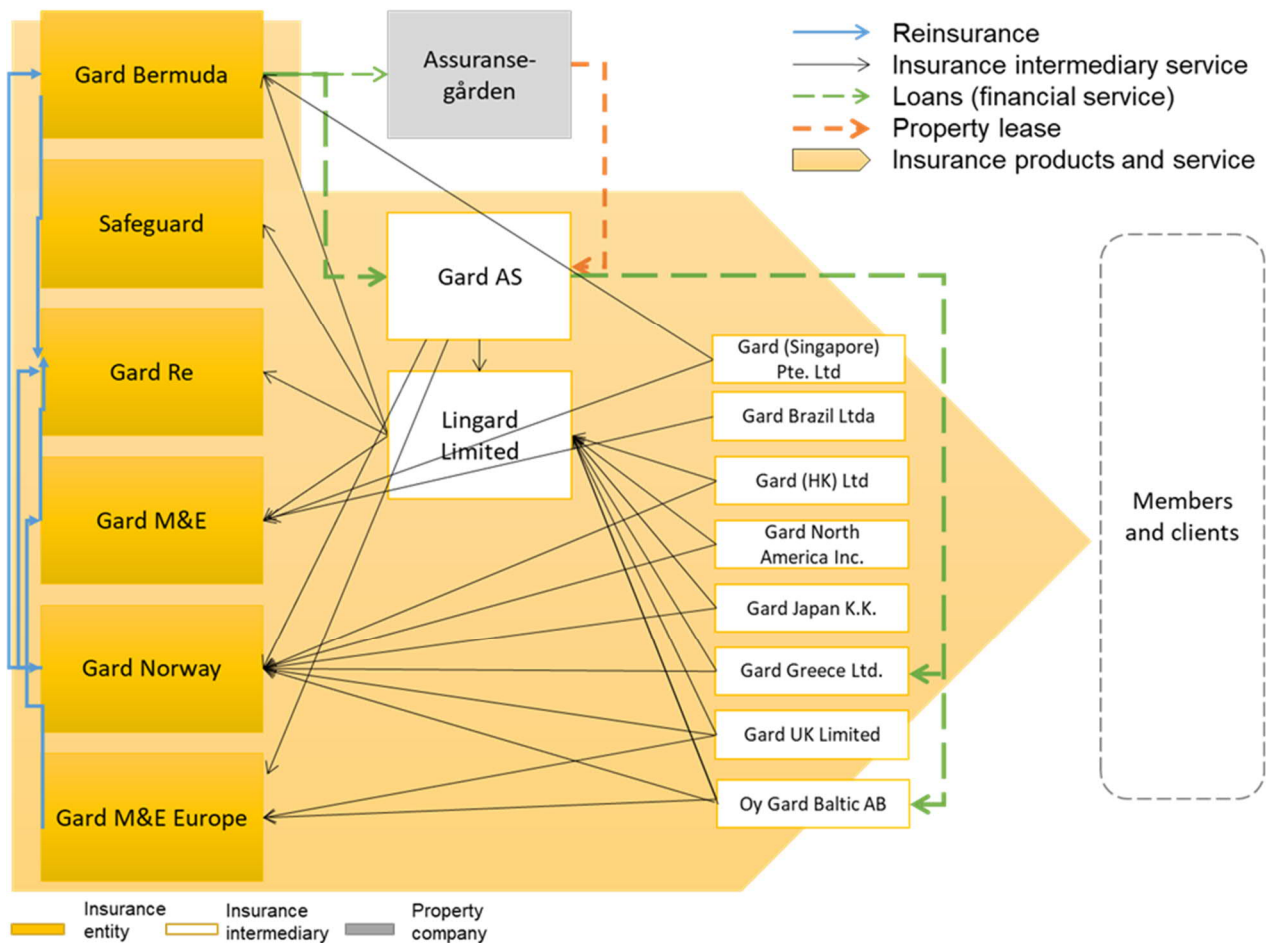 Gard Bermuda
Assuranse-
gården
Reinsurance
Insurance intermediary service
Loans (financial service)
Property lease
Insurance products and service
Safeguard
Gard AS
Gard Re
Lingard
Limited
Gard (Singapore)
Pte. Ltd
Gard Brazil Ltda
Gard M&E
Gard (HK) Ltd
Gard North
America Inc.
Members
and clients
Gard Japan K.K.
Gard Norway
Gard Greece Ltd.
Gard UK Limited
Gard M&E Europe
Oy Gard Baltic AB
Insurance
entity
Insurance
intermediary
Property
company